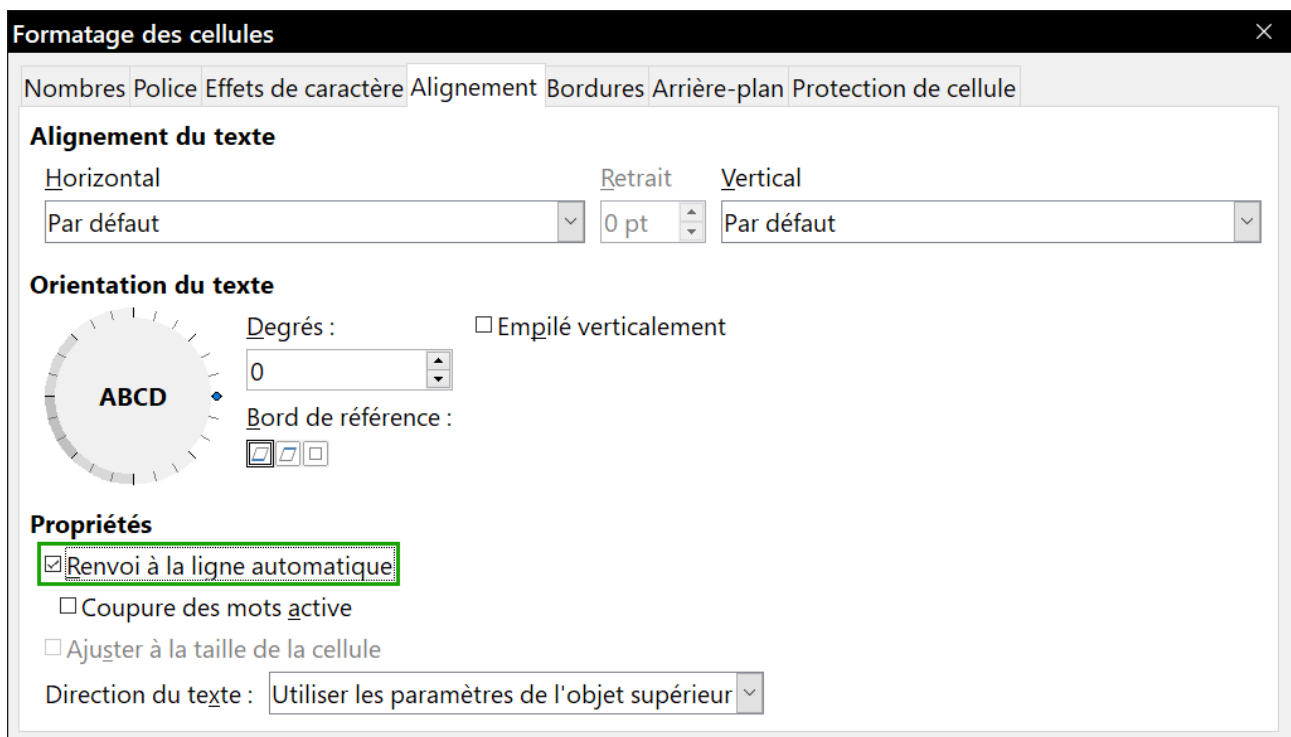 Formatage des cellules
Nombres Police Effets de caractère Alignement Bordures Arrière-plan Protection de cellule
Alignement du texte
Horizontal Retrait Vertical
Par défaut 0 pt Par défaut
Orientation du texte
Degrés : Empilé verticalement
0
ABCD
Bord de référence :
Propriétés
Renvoi à la ligne automatique
Coupure des mots active
Ajuster à la taille de la cellule
Direction du texte : Utiliser les paramètres de l'objet supérieur